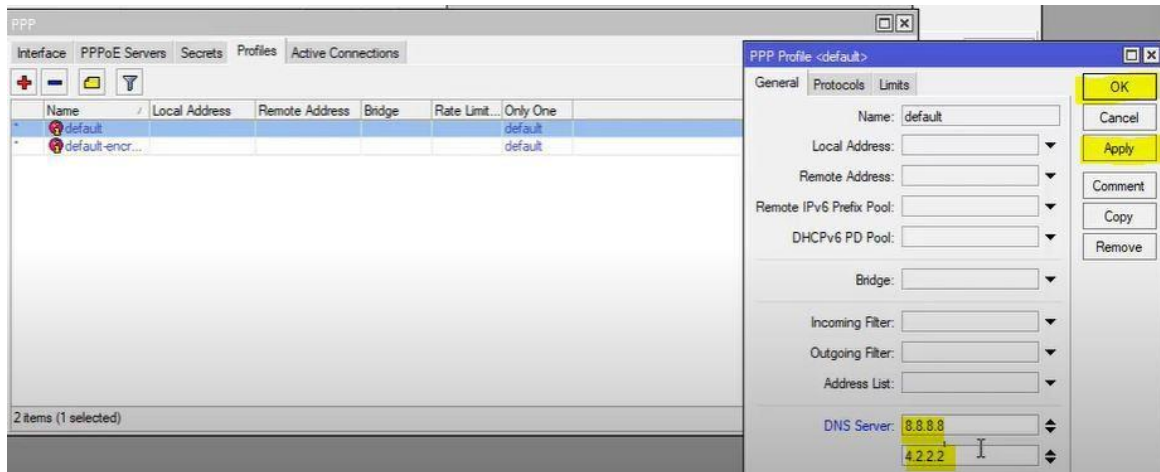 PPP
Interface PPPoE Servers Secrets Profiles Active Connections
Name / Local Address Remote Address Bridge Rate Limit... Only One
* default default
* default-encr... default
2 items (1 selected)
PPP Profile <default>
General Protocols Limits
Name: default
Local Address:
Remote Address:
Remote IPv6 Prefix Pool:
DHCPv6 PD Pool:
Bridge:
Incoming Filter:
Outgoing Filter:
Address List:
DNS Server: 8.8.8.8
4.2.2.2
OK
Cancel
Apply
Comment
Copy
Remove